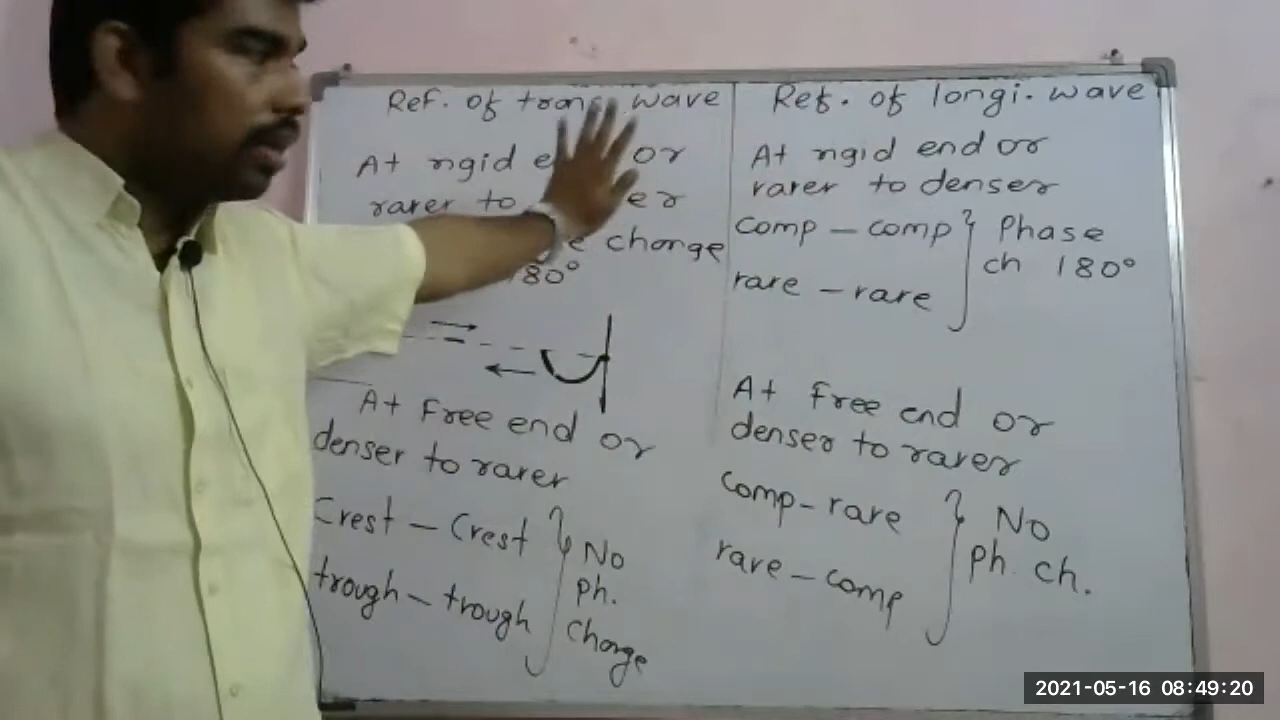 Ref. of trans wave
At rigid or
rarer to er
e change
180°
At Free end or
denser to rarer
Crest - Crest
trough - trough
No
Ph.
Change
Ref. of longi. wave
At rigid end or
rarer to denser
comp - comp
rare - rare
Phase
ch 180°
At free end or
denser to rarer
comp - rare
rare - comp
No
Ph. ch.
2021-05-16 08:49:20